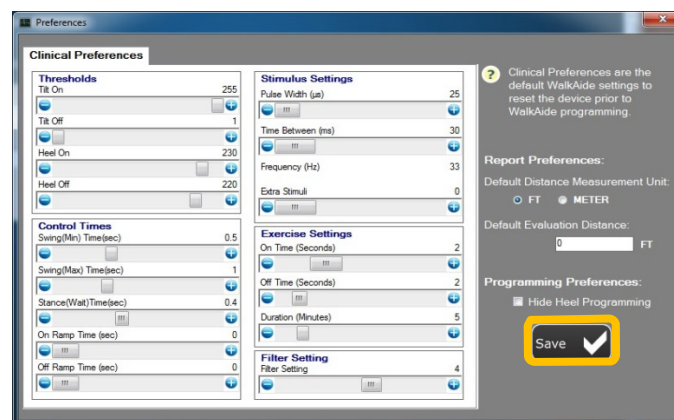 Preferences
Clinical Preferences
Thresholds
Tilt On 255
Tilt Off 1
Heel On 230
Heel Off 220
Control Times
Swing(Min) Time(sec) 0.5
Swing(Max) Time(sec) 1
Stance(Wait)Time(sec) 0.4
On Ramp Time (sec) 0
Off Ramp Time (sec) 0
Stimulus Settings
Pulse Width (µs) 25
Time Between (ms) 30
Frequency (Hz) 33
Extra Stimuli 0
Exercise Settings
On Time (Seconds) 2
Off Time (Seconds) 2
Duration (Minutes) 5
Filter Setting
Filter Setting 4
? Clinical Preferences are the
default WalkAide settings to
reset the device prior to
WalkAide programming.
Report Preferences:
Default Distance Measurement Unit:
FT METER
Default Evaluation Distance:
0 FT
Programming Preferences:
Hide Heel Programming
Save